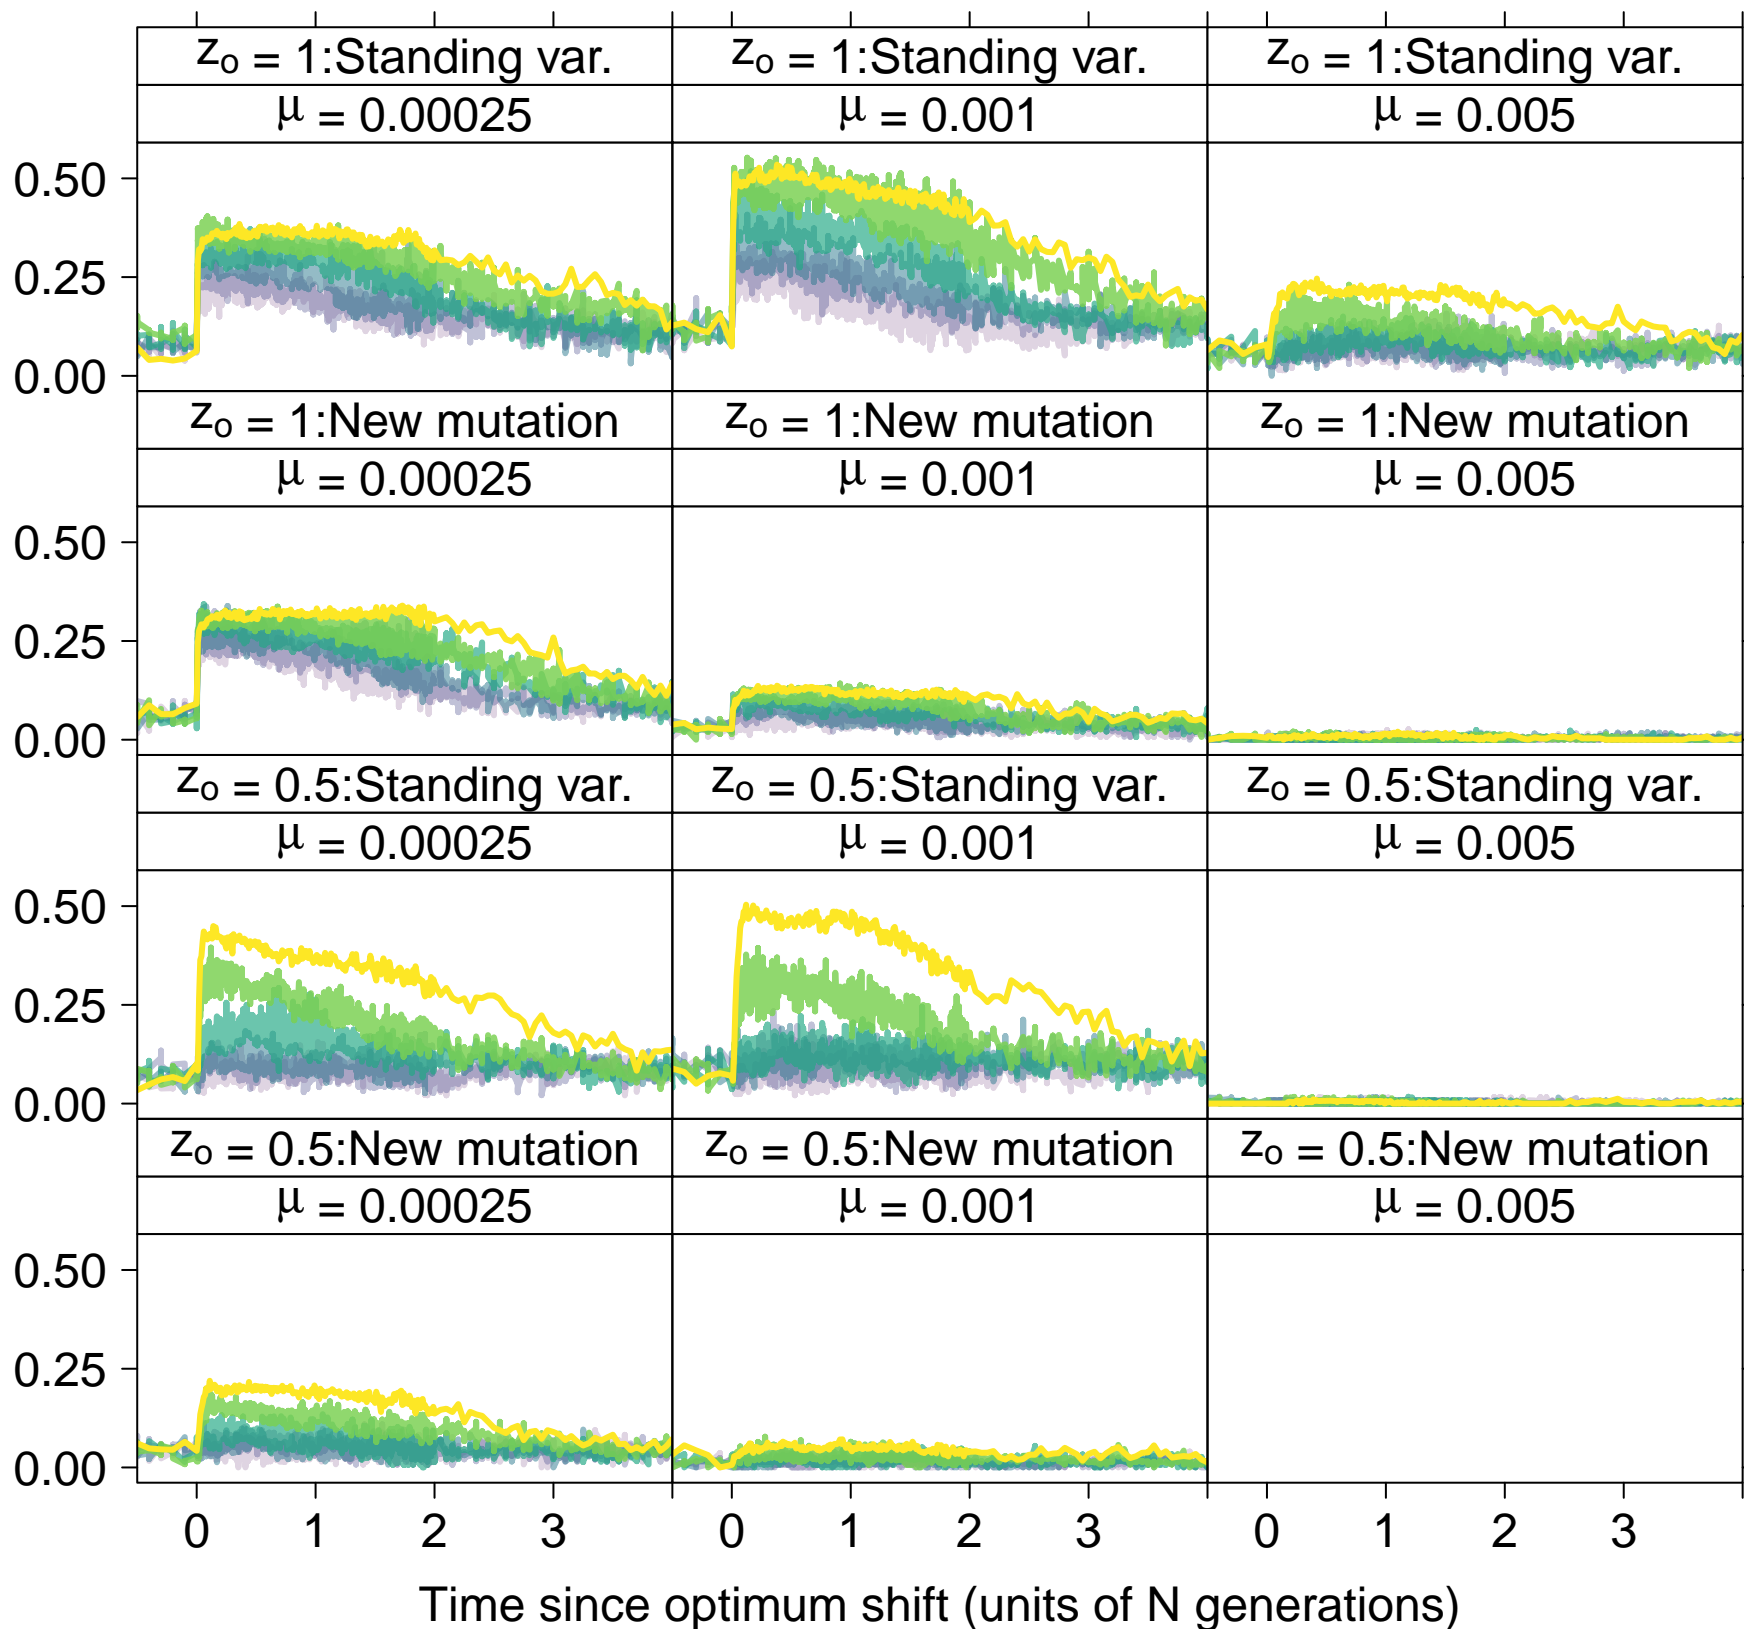 z₀ = 1:Standing var. z₀ = 1:Standing var. z₀ = 1:Standing var.
μ = 0.00025 μ = 0.001 μ = 0.005
0.50
0.25
0.00
z₀ = 1:New mutation z₀ = 1:New mutation z₀ = 1:New mutation
μ = 0.00025 μ = 0.001 μ = 0.005
0.50
0.25
0.00
z₀ = 0.5:Standing var. z₀ = 0.5:Standing var. z₀ = 0.5:Standing var.
μ = 0.00025 μ = 0.001 μ = 0.005
0.50
0.25
0.00
z₀ = 0.5:New mutation z₀ = 0.5:New mutation z₀ = 0.5:New mutation
μ = 0.00025 μ = 0.001 μ = 0.005
0.50
0.25
0.00
0 1 2 3 0 1 2 3 0 1 2 3
Time since optimum shift (units of N generations)